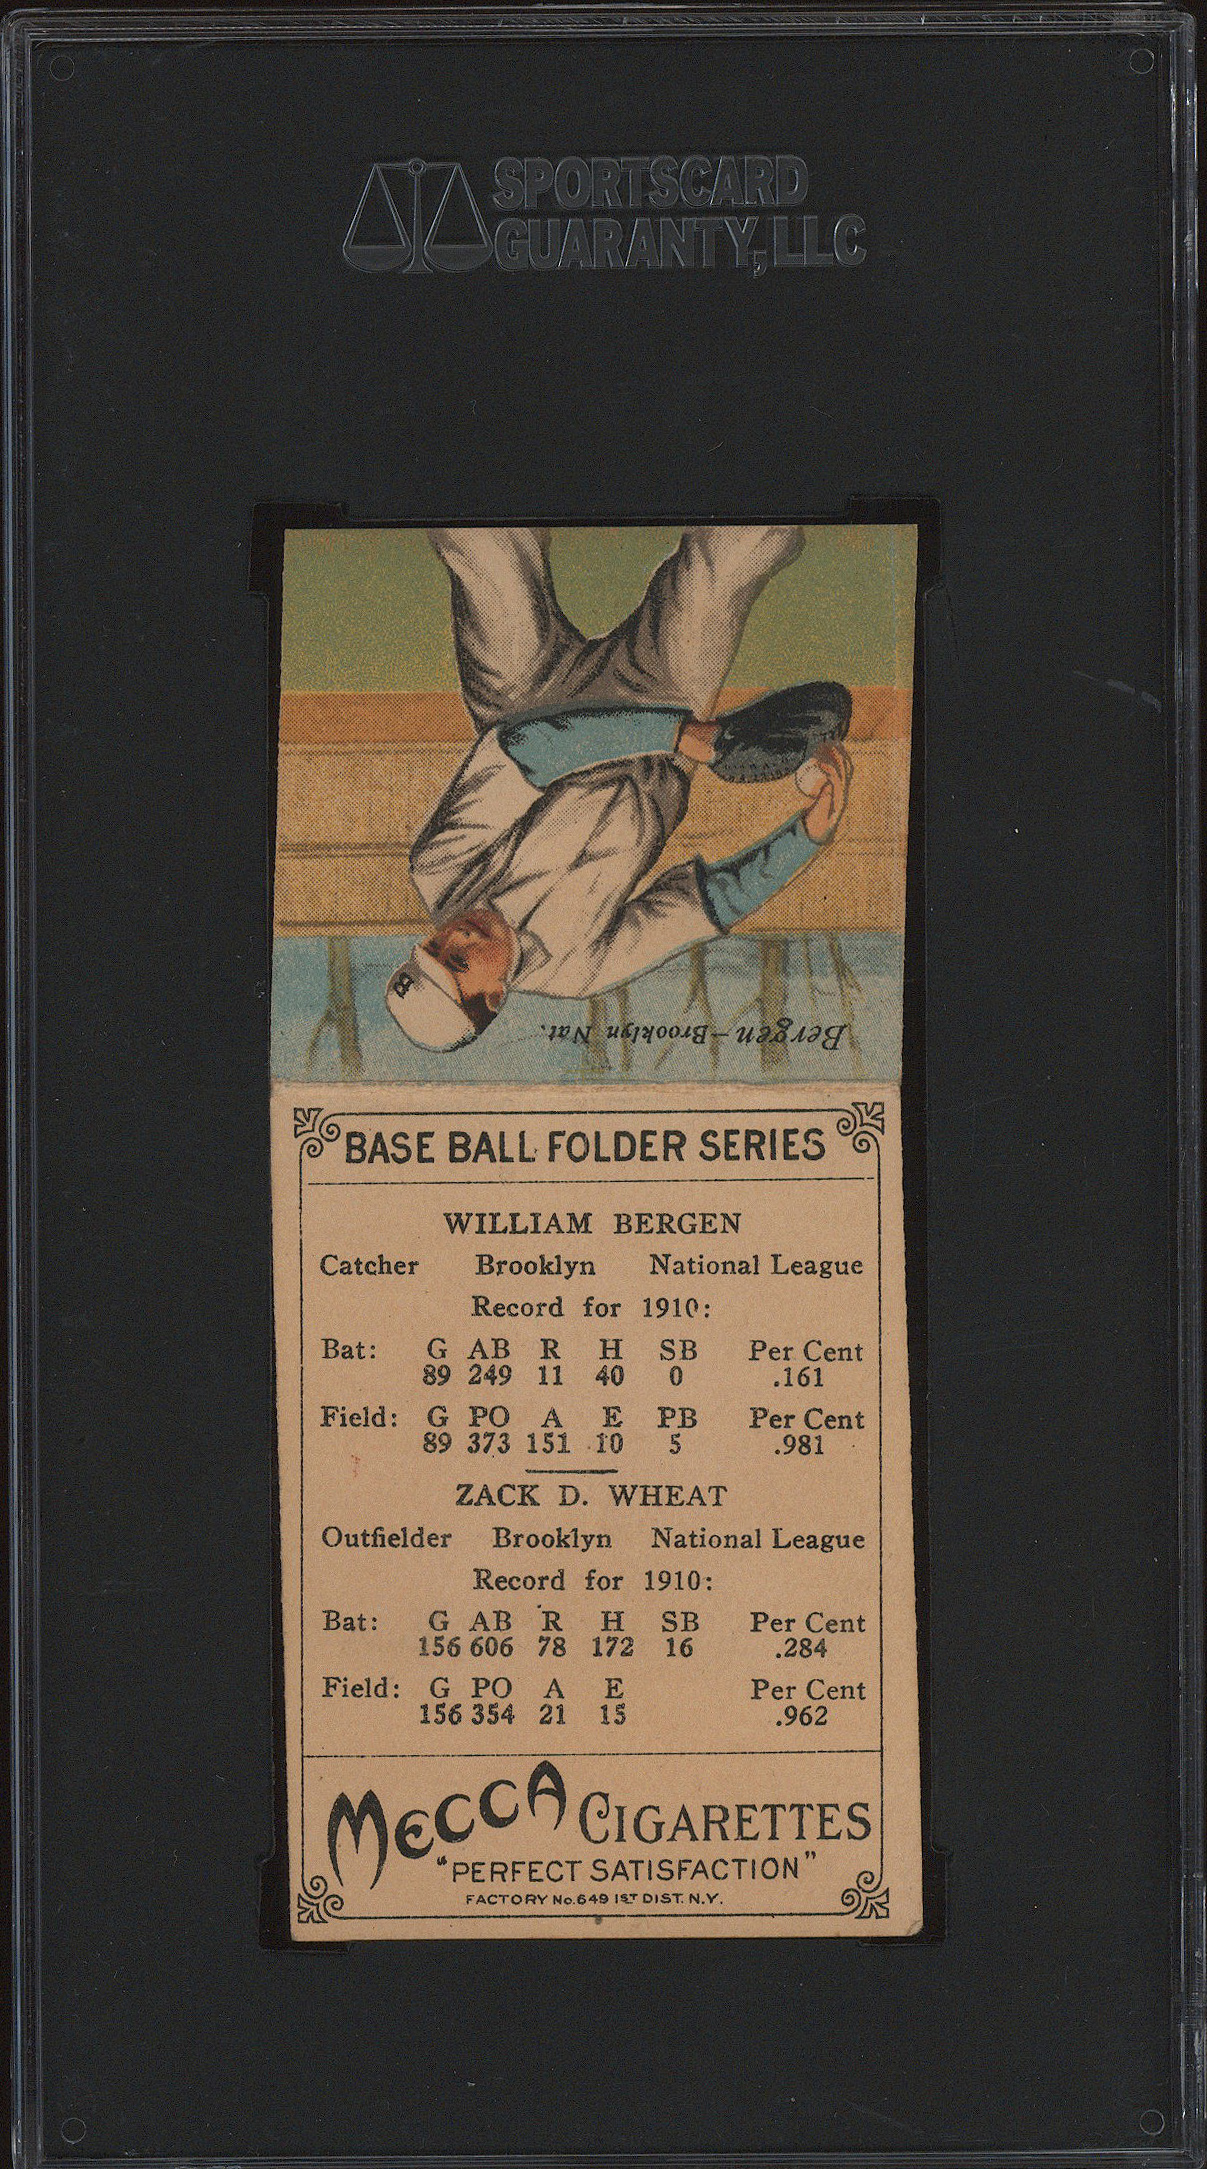 SPORTSCARD
GUARANTY, LLC
B
Bergen—Brooklyn Nat.
BASE BALL FOLDER SERIES
WILLIAM BERGEN
Catcher Brooklyn National League
Record for 1910:
Bat: G AB R H SB Per Cent
89 249 11 40 0 .161
Field: G PO A E PB Per Cent
89 373 151 10 5 .981
ZACK D. WHEAT
Outfielder Brooklyn National League
Record for 1910:
Bat: G AB R H SB Per Cent
156 606 78 172 16 .284
Field: G PO A E Per Cent
156 354 21 15 .962
MECCA CIGARETTES
"PERFECT SATISFACTION"
FACTORY No. 649 1ST DIST. N.Y.